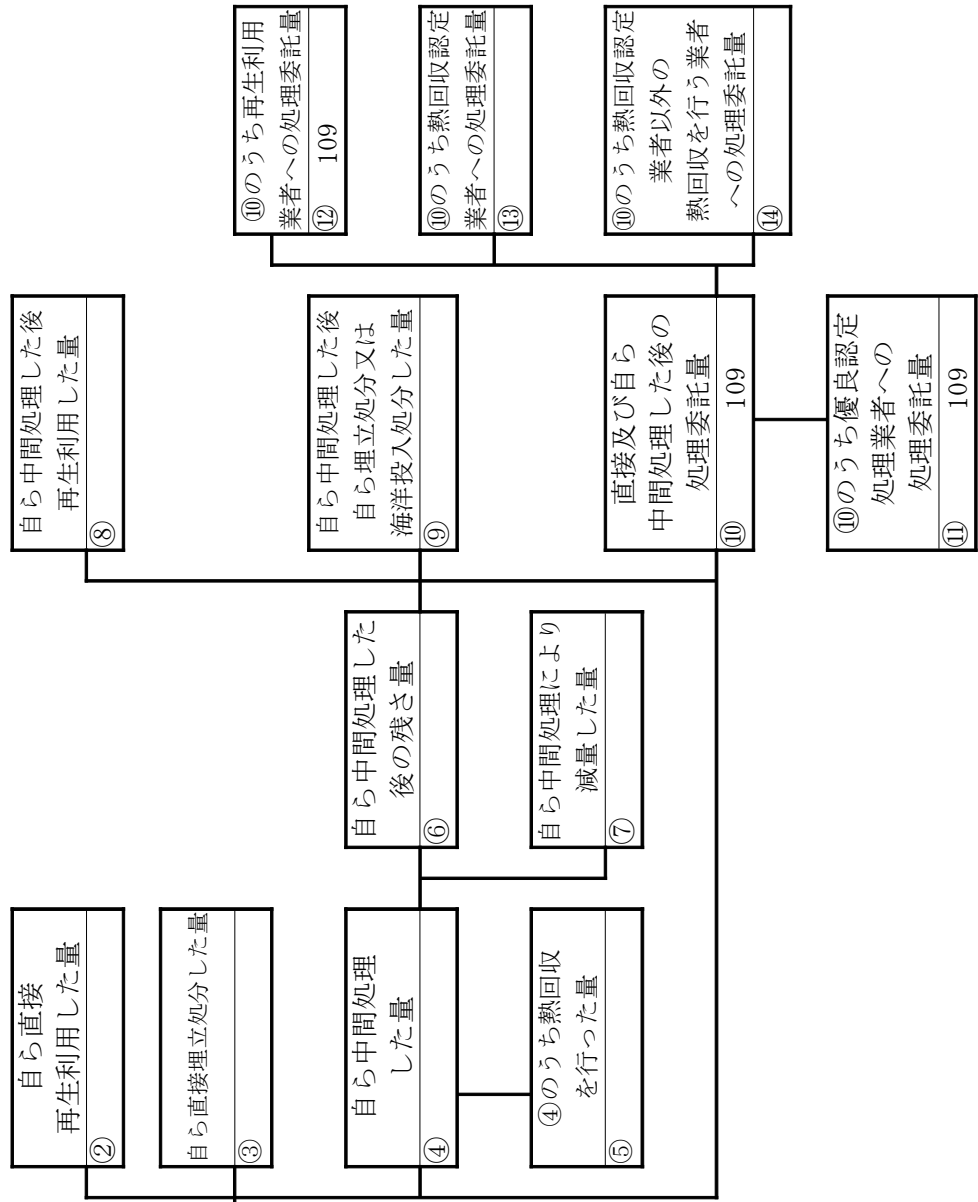 自ら直接
再生利用した量
②
自ら直接埋立処分した量
③
自ら中間処理
した量
④
④のうち熱回収
を行った量
⑤
自ら中間処理した
後の残さ量
⑥
自ら中間処理により
減量した量
⑦
自ら中間処理した後
再生利用した量
⑧
自ら中間処理した後
自ら埋立処分又は
海洋投入処分した量
⑨
直接及び自ら
中間処理した後の
処理委託量
⑩ 109
⑩のうち優良認定
処理業者への
処理委託量
⑪ 109
⑩のうち再生利用
業者への処理委託量
⑫ 109
⑩のうち熱回収認定
業者への処理委託量
⑬
⑩のうち熱回収認定
業者以外の
熱回収を行う業者
への処理委託量
⑭